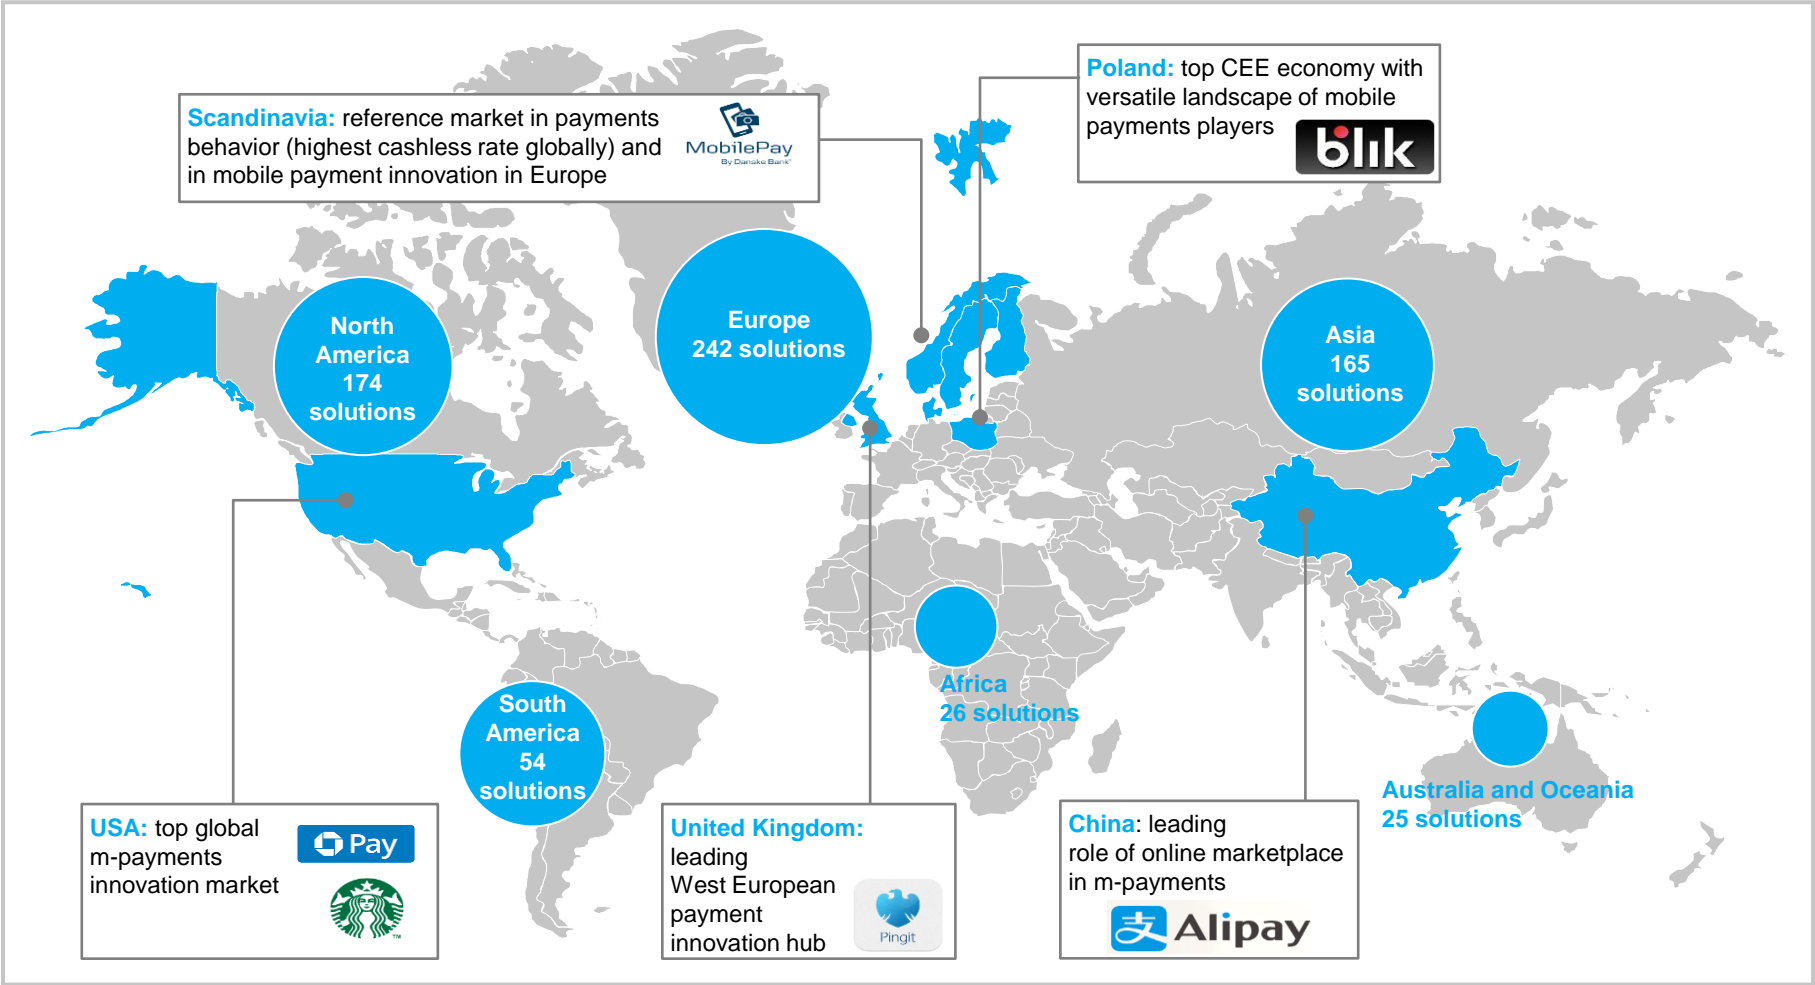 Scandinavia: reference market in payments
behavior (highest cashless rate globally) and
in mobile payment innovation in Europe
MobilePay
By Danske Bank
Poland: top CEE economy with
versatile landscape of mobile
payments players
blik
North
America
174
solutions
Europe
242 solutions
Asia
165
solutions
Africa
26 solutions
South
America
54
solutions
Australia and Oceania
25 solutions
USA: top global
m-payments
innovation market
Pay
TM
United Kingdom:
leading
West European
payment
innovation hub
Pingit
China: leading
role of online marketplace
in m-payments
支 Alipay